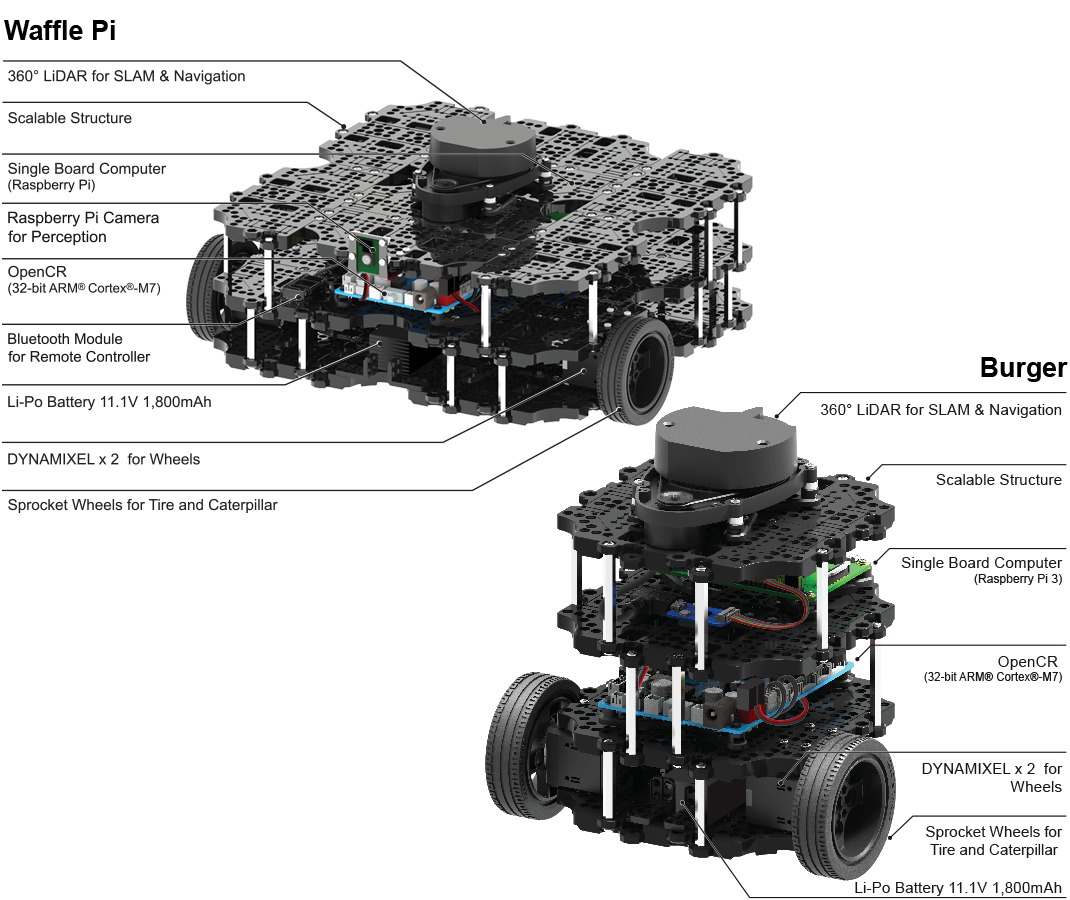 Waffle Pi
360° LiDAR for SLAM & Navigation
Scalable Structure
Single Board Computer
(Raspberry Pi)
Raspberry Pi Camera
for Perception
OpenCR
(32-bit ARM® Cortex®-M7)
Bluetooth Module
for Remote Controller
Li-Po Battery 11.1V 1,800mAh
DYNAMIXEL x 2 for Wheels
Sprocket Wheels for Tire and Caterpillar
Burger
360° LiDAR for SLAM & Navigation
Scalable Structure
Single Board Computer
(Raspberry Pi 3)
OpenCR
(32-bit ARM® Cortex®-M7)
DYNAMIXEL x 2 for
Wheels
Sprocket Wheels for
Tire and Caterpillar
Li-Po Battery 11.1V 1,800mAh